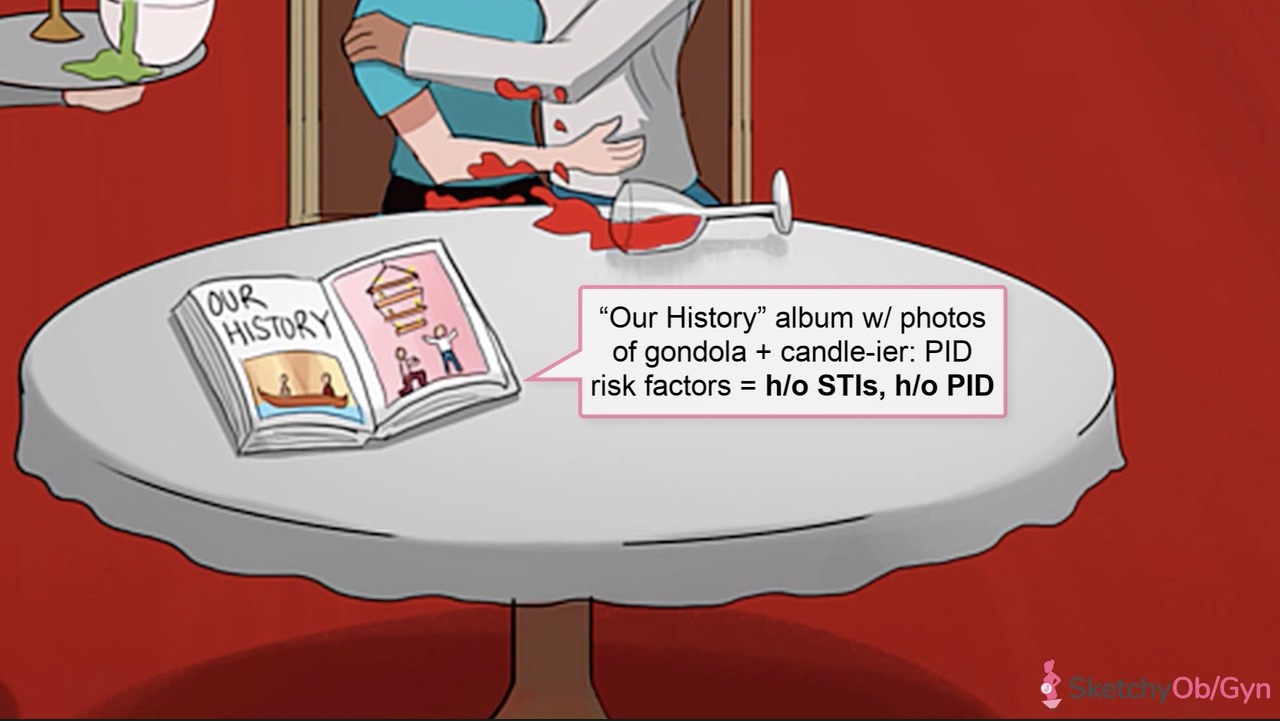 OUR
HISTORY
“Our History” album w/ photos
of gondola + candle-ier: PID
risk factors = h/o STIs, h/o PID
SketchyOb/Gyn